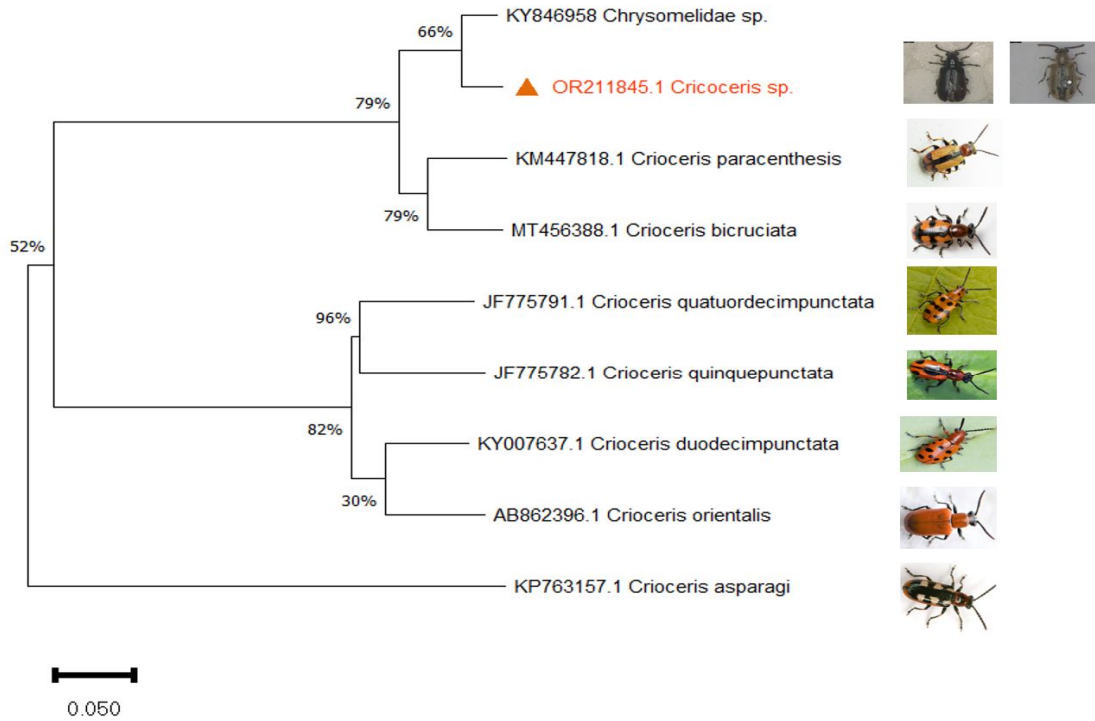 KY846958 Chrysomelidae sp.
66%
OR211845.1 Cricoceris sp.
79%
KM447818.1 Crioceris paracenthesis
79%
MT456388.1 Crioceris bicruciata
52%
JF775791.1 Crioceris quatuordecimpunctata
96%
JF775782.1 Crioceris quinquepunctata
82%
KY007637.1 Crioceris duodecimpunctata
30%
AB862396.1 Crioceris orientalis
KP763157.1 Crioceris asparagi
0.050